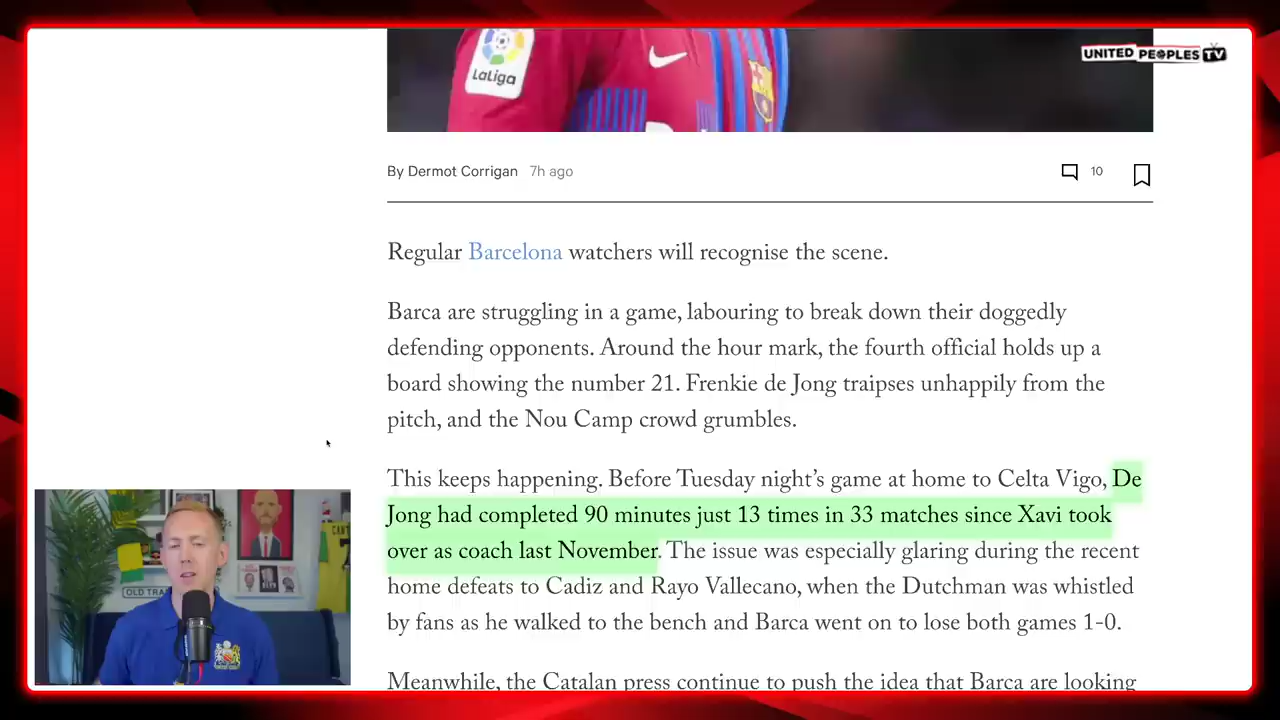 LaLiga
UNITED PEOPLES TV
By Dermot Corrigan 7h ago
10
Regular Barcelona watchers will recognise the scene.
Barca are struggling in a game, labouring to break down their doggedly
defending opponents. Around the hour mark, the fourth official holds up a
board showing the number 21. Frenkie de Jong traipses unhappily from the
pitch, and the Nou Camp crowd grumbles.
This keeps happening. Before Tuesday night’s game at home to Celta Vigo, De
Jong had completed 90 minutes just 13 times in 33 matches since Xavi took
over as coach last November. The issue was especially glaring during the recent
home defeats to Cadiz and Rayo Vallecano, when the Dutchman was whistled
by fans as he walked to the bench and Barca went on to lose both games 1-0.
Meanwhile, the Catalan press continue to push the idea that Barca are looking
OLD TRA
CANT